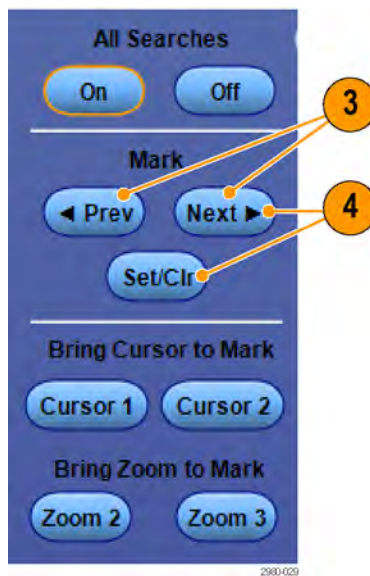 All Searches
On Off
3
Mark
◄ Prev Next ►
4
Set/Clr
Bring Cursor to Mark
Cursor 1 Cursor 2
Bring Zoom to Mark
Zoom 2 Zoom 3
2980-029